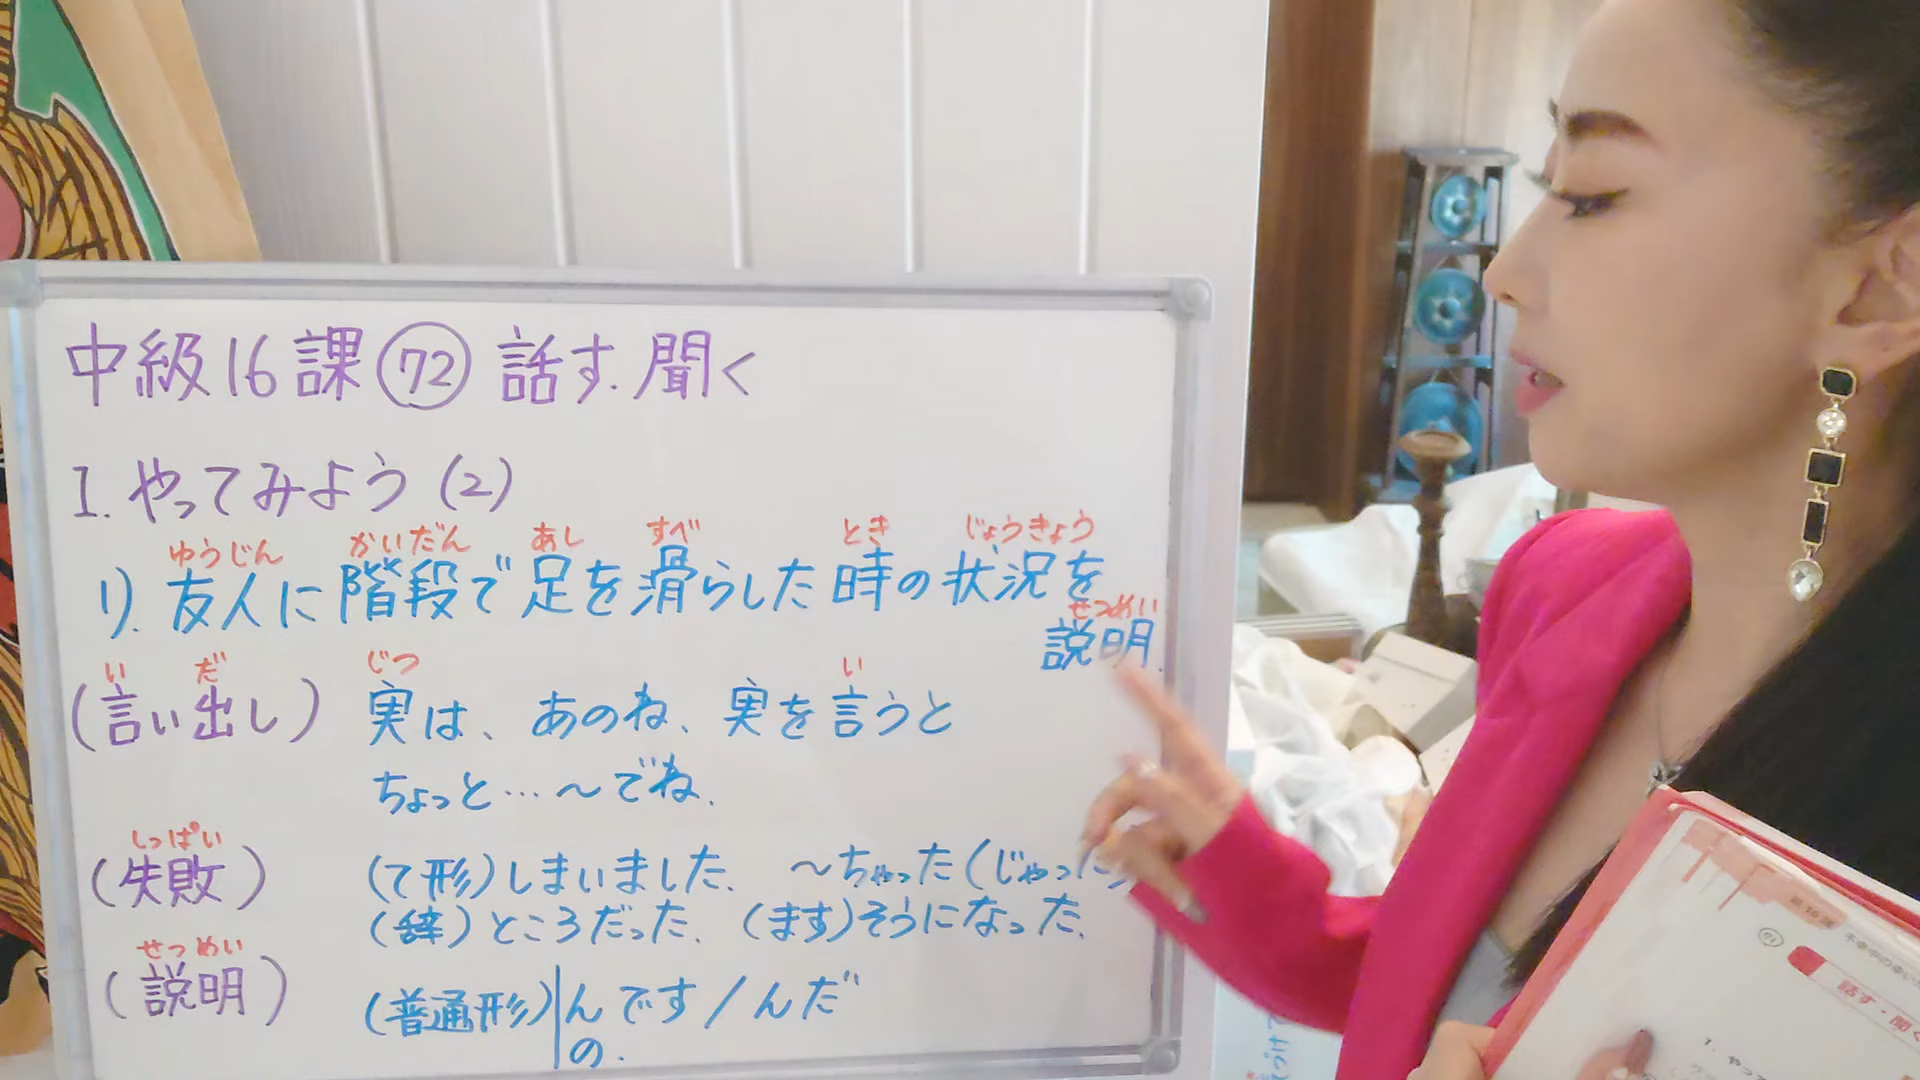 中級16課 72 話す.聞く
I. やってみよう(2)
ゆうじん かいだん あし すべ とき じょうきょう
1). 友人に階段で足を滑らした時の状況を
せつめい
説明.
い だ じつ い
(言い出し) 実は、あのね、実を言うと
ちょっと…〜でね.
しっぱい
(失敗) (て形)しまいました. 〜ちゃった(じゃった)
(辞)ところだった. (ます)そうになった.
せつめい
(説明) (普通形) んです/んだ
の.
話す・聞く